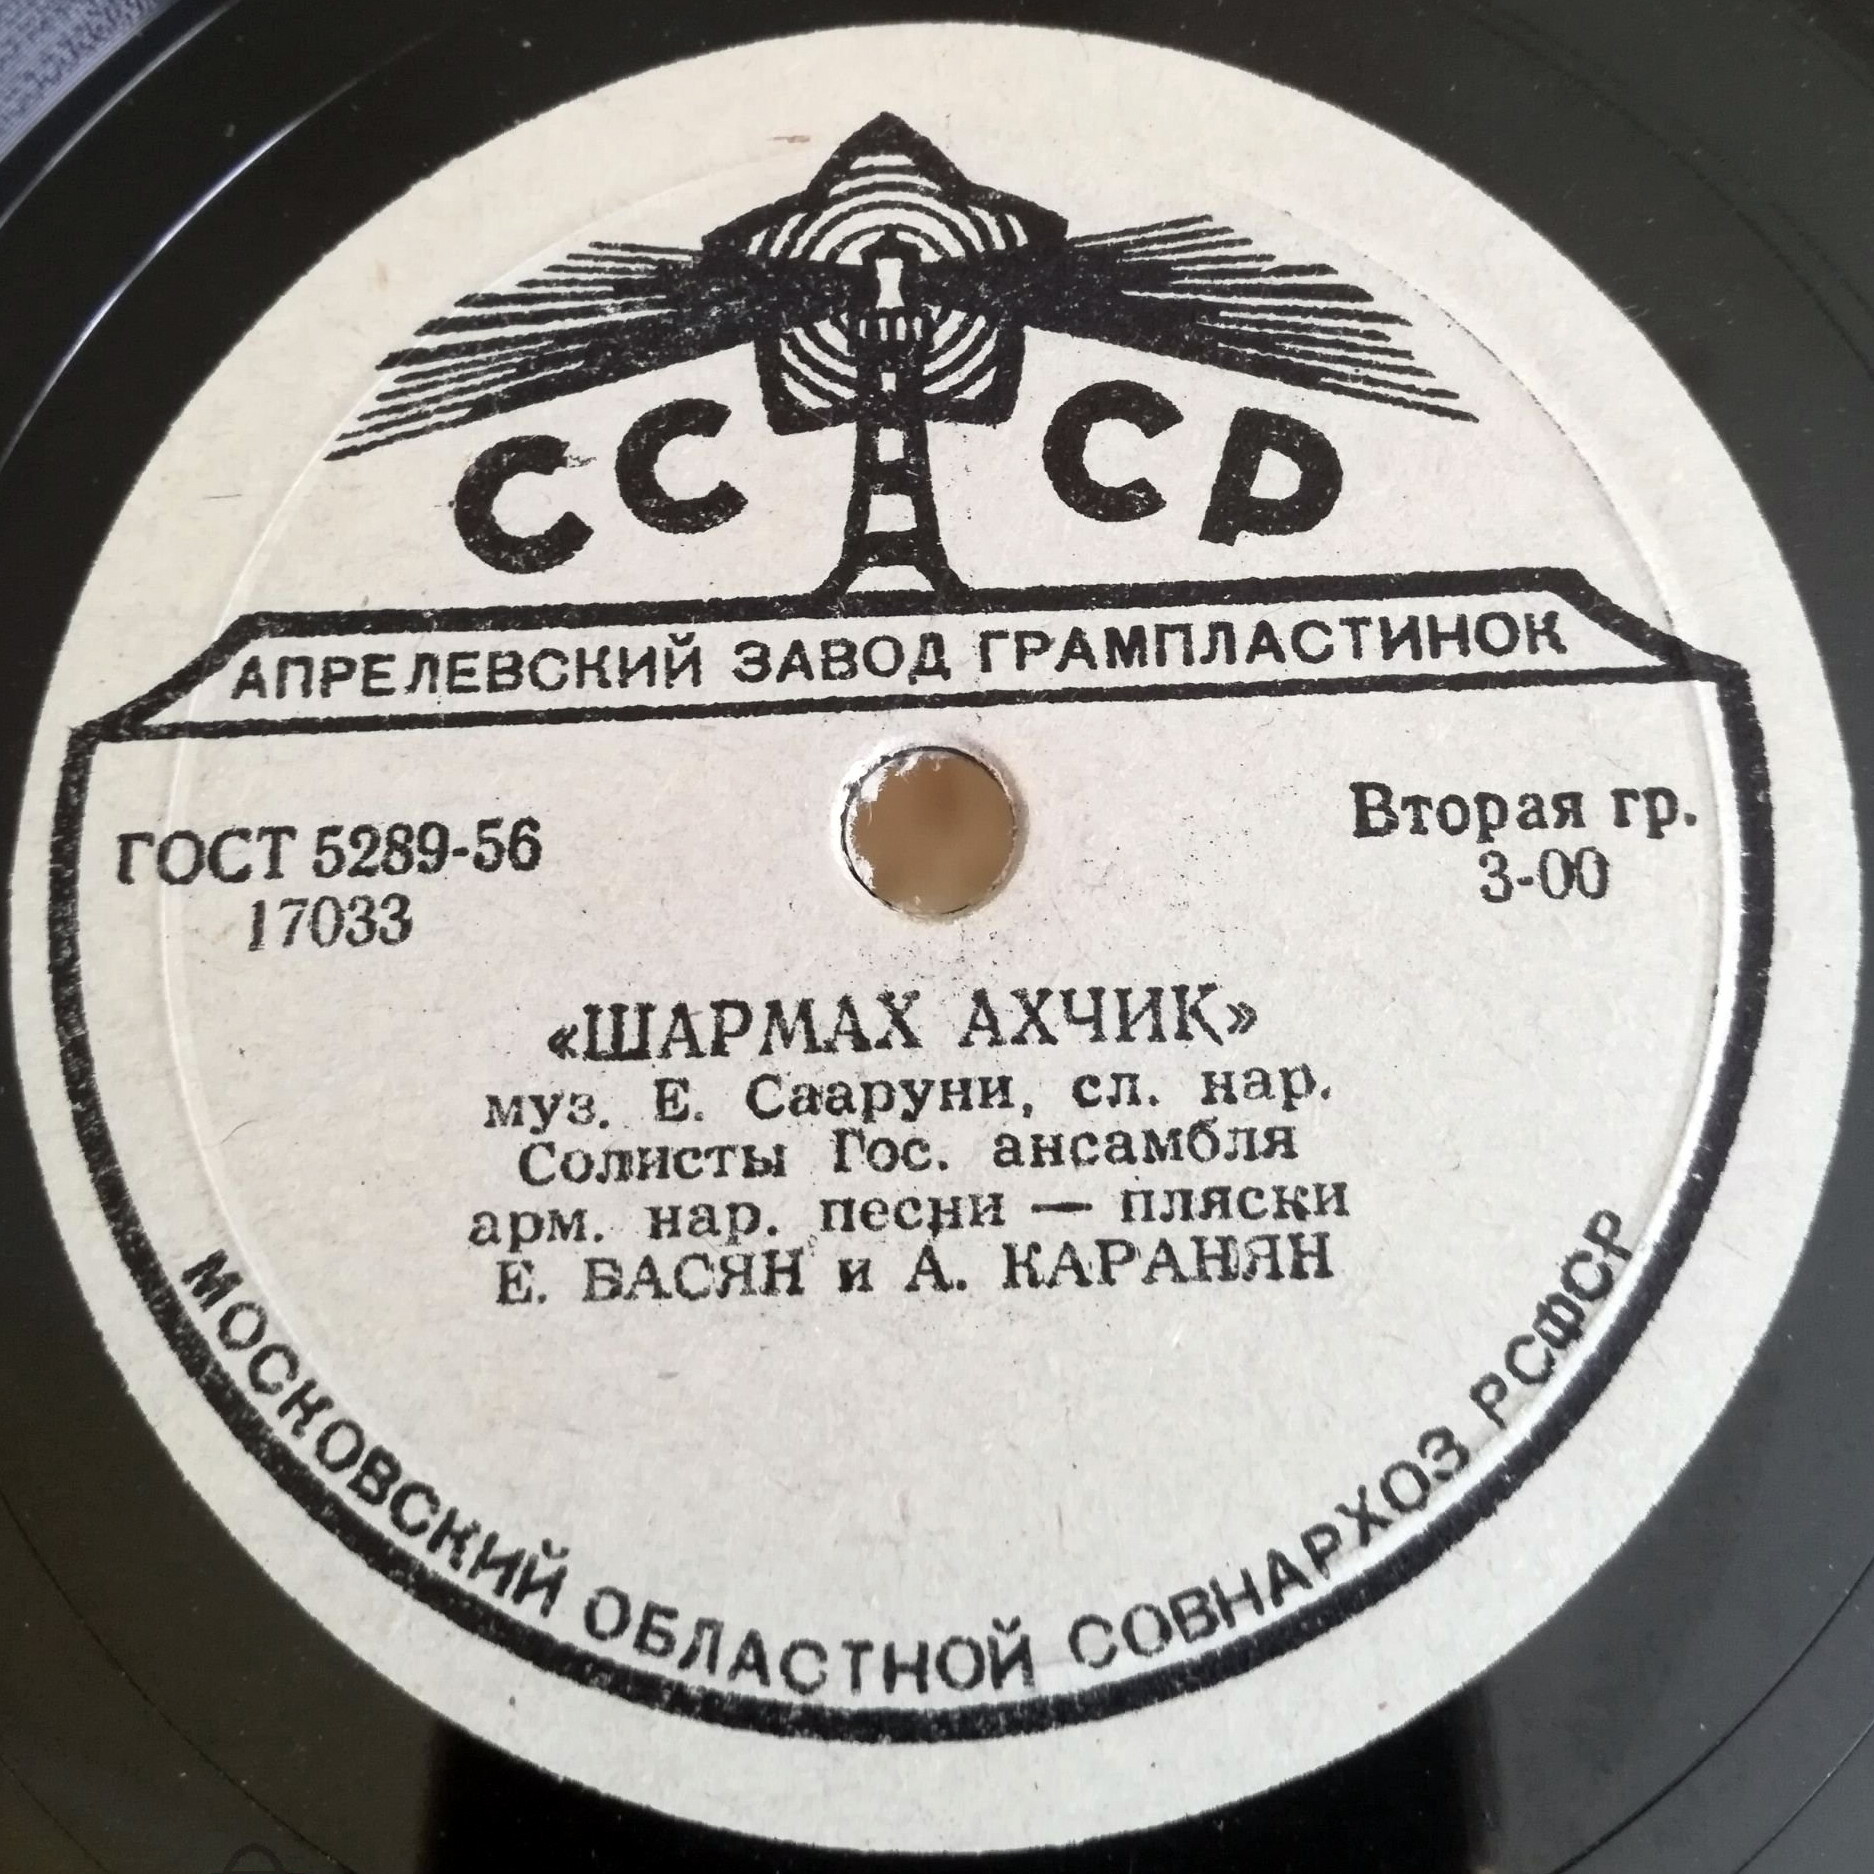 СССР
АПРЕЛЕВСКИЙ ЗАВОД ГРАМПЛАСТИНОК
ГОСТ 5289-56
17033
Вторая гр.
3-00
«ШАРМАХ АХЧИК»
муз. Е. Сааруни, сл. нар.
Солисты Гос. ансамбля
арм. нар. песни — пляски
Е. БАСЯН и А. КАРАНЯН
МОСКОВСКИЙ ОБЛАСТНОЙ СОВНАРХОЗ РСФСР